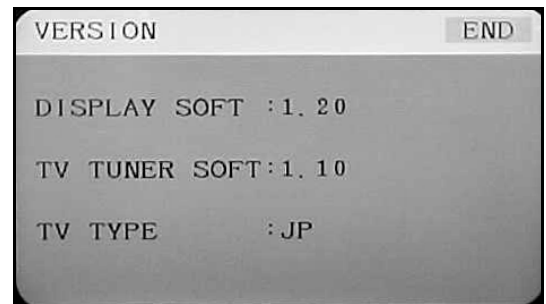 VERSION END
DISPLAY SOFT :1.20
TV TUNER SOFT:1.10
TV TYPE :JP